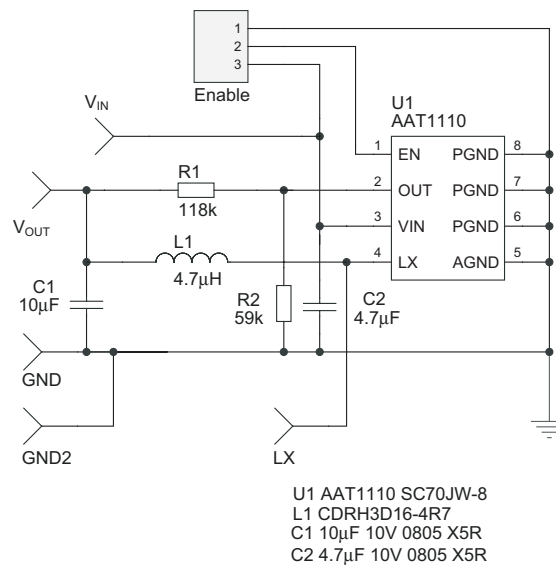 1
2
3
Enable
V_IN
U1
AAT1110
1 EN PGND 8
2 OUT PGND 7
3 VIN PGND 6
4 LX AGND 5
R1
118k
V_OUT
L1
4.7μH
C1
10μF
R2
59k
C2
4.7μF
GND
GND2
LX
U1 AAT1110 SC70JW-8
L1 CDRH3D16-4R7
C1 10μF 10V 0805 X5R
C2 4.7μF 10V 0805 X5R